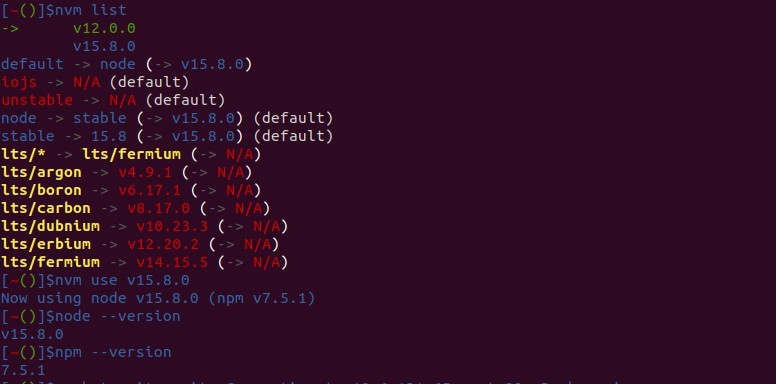 [~()]$nvm list
->       v12.0.0
         v15.8.0
default -> node (-> v15.8.0)
iojs -> N/A (default)
unstable -> N/A (default)
node -> stable (-> v15.8.0) (default)
stable -> 15.8 (-> v15.8.0) (default)
lts/* -> lts/fermium (-> N/A)
lts/argon -> v4.9.1 (-> N/A)
lts/boron -> v6.17.1 (-> N/A)
lts/carbon -> v8.17.0 (-> N/A)
lts/dubnium -> v10.23.3 (-> N/A)
lts/erbium -> v12.20.2 (-> N/A)
lts/fermium -> v14.15.5 (-> N/A)
[~()]$nvm use v15.8.0
Now using node v15.8.0 (npm v7.5.1)
[~()]$node --version
v15.8.0
[~()]$npm --version
7.5.1